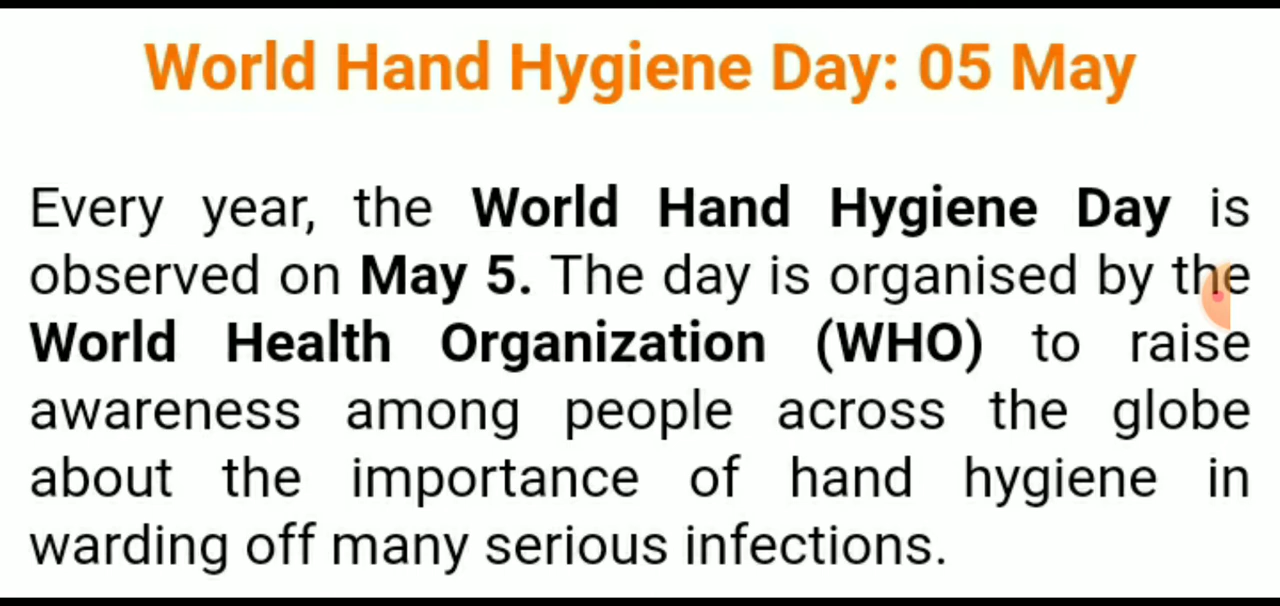 World Hand Hygiene Day: 05 May
Every year, the World Hand Hygiene Day is
observed on May 5. The day is organised by the
World Health Organization (WHO) to raise
awareness among people across the globe
about the importance of hand hygiene in
warding off many serious infections.